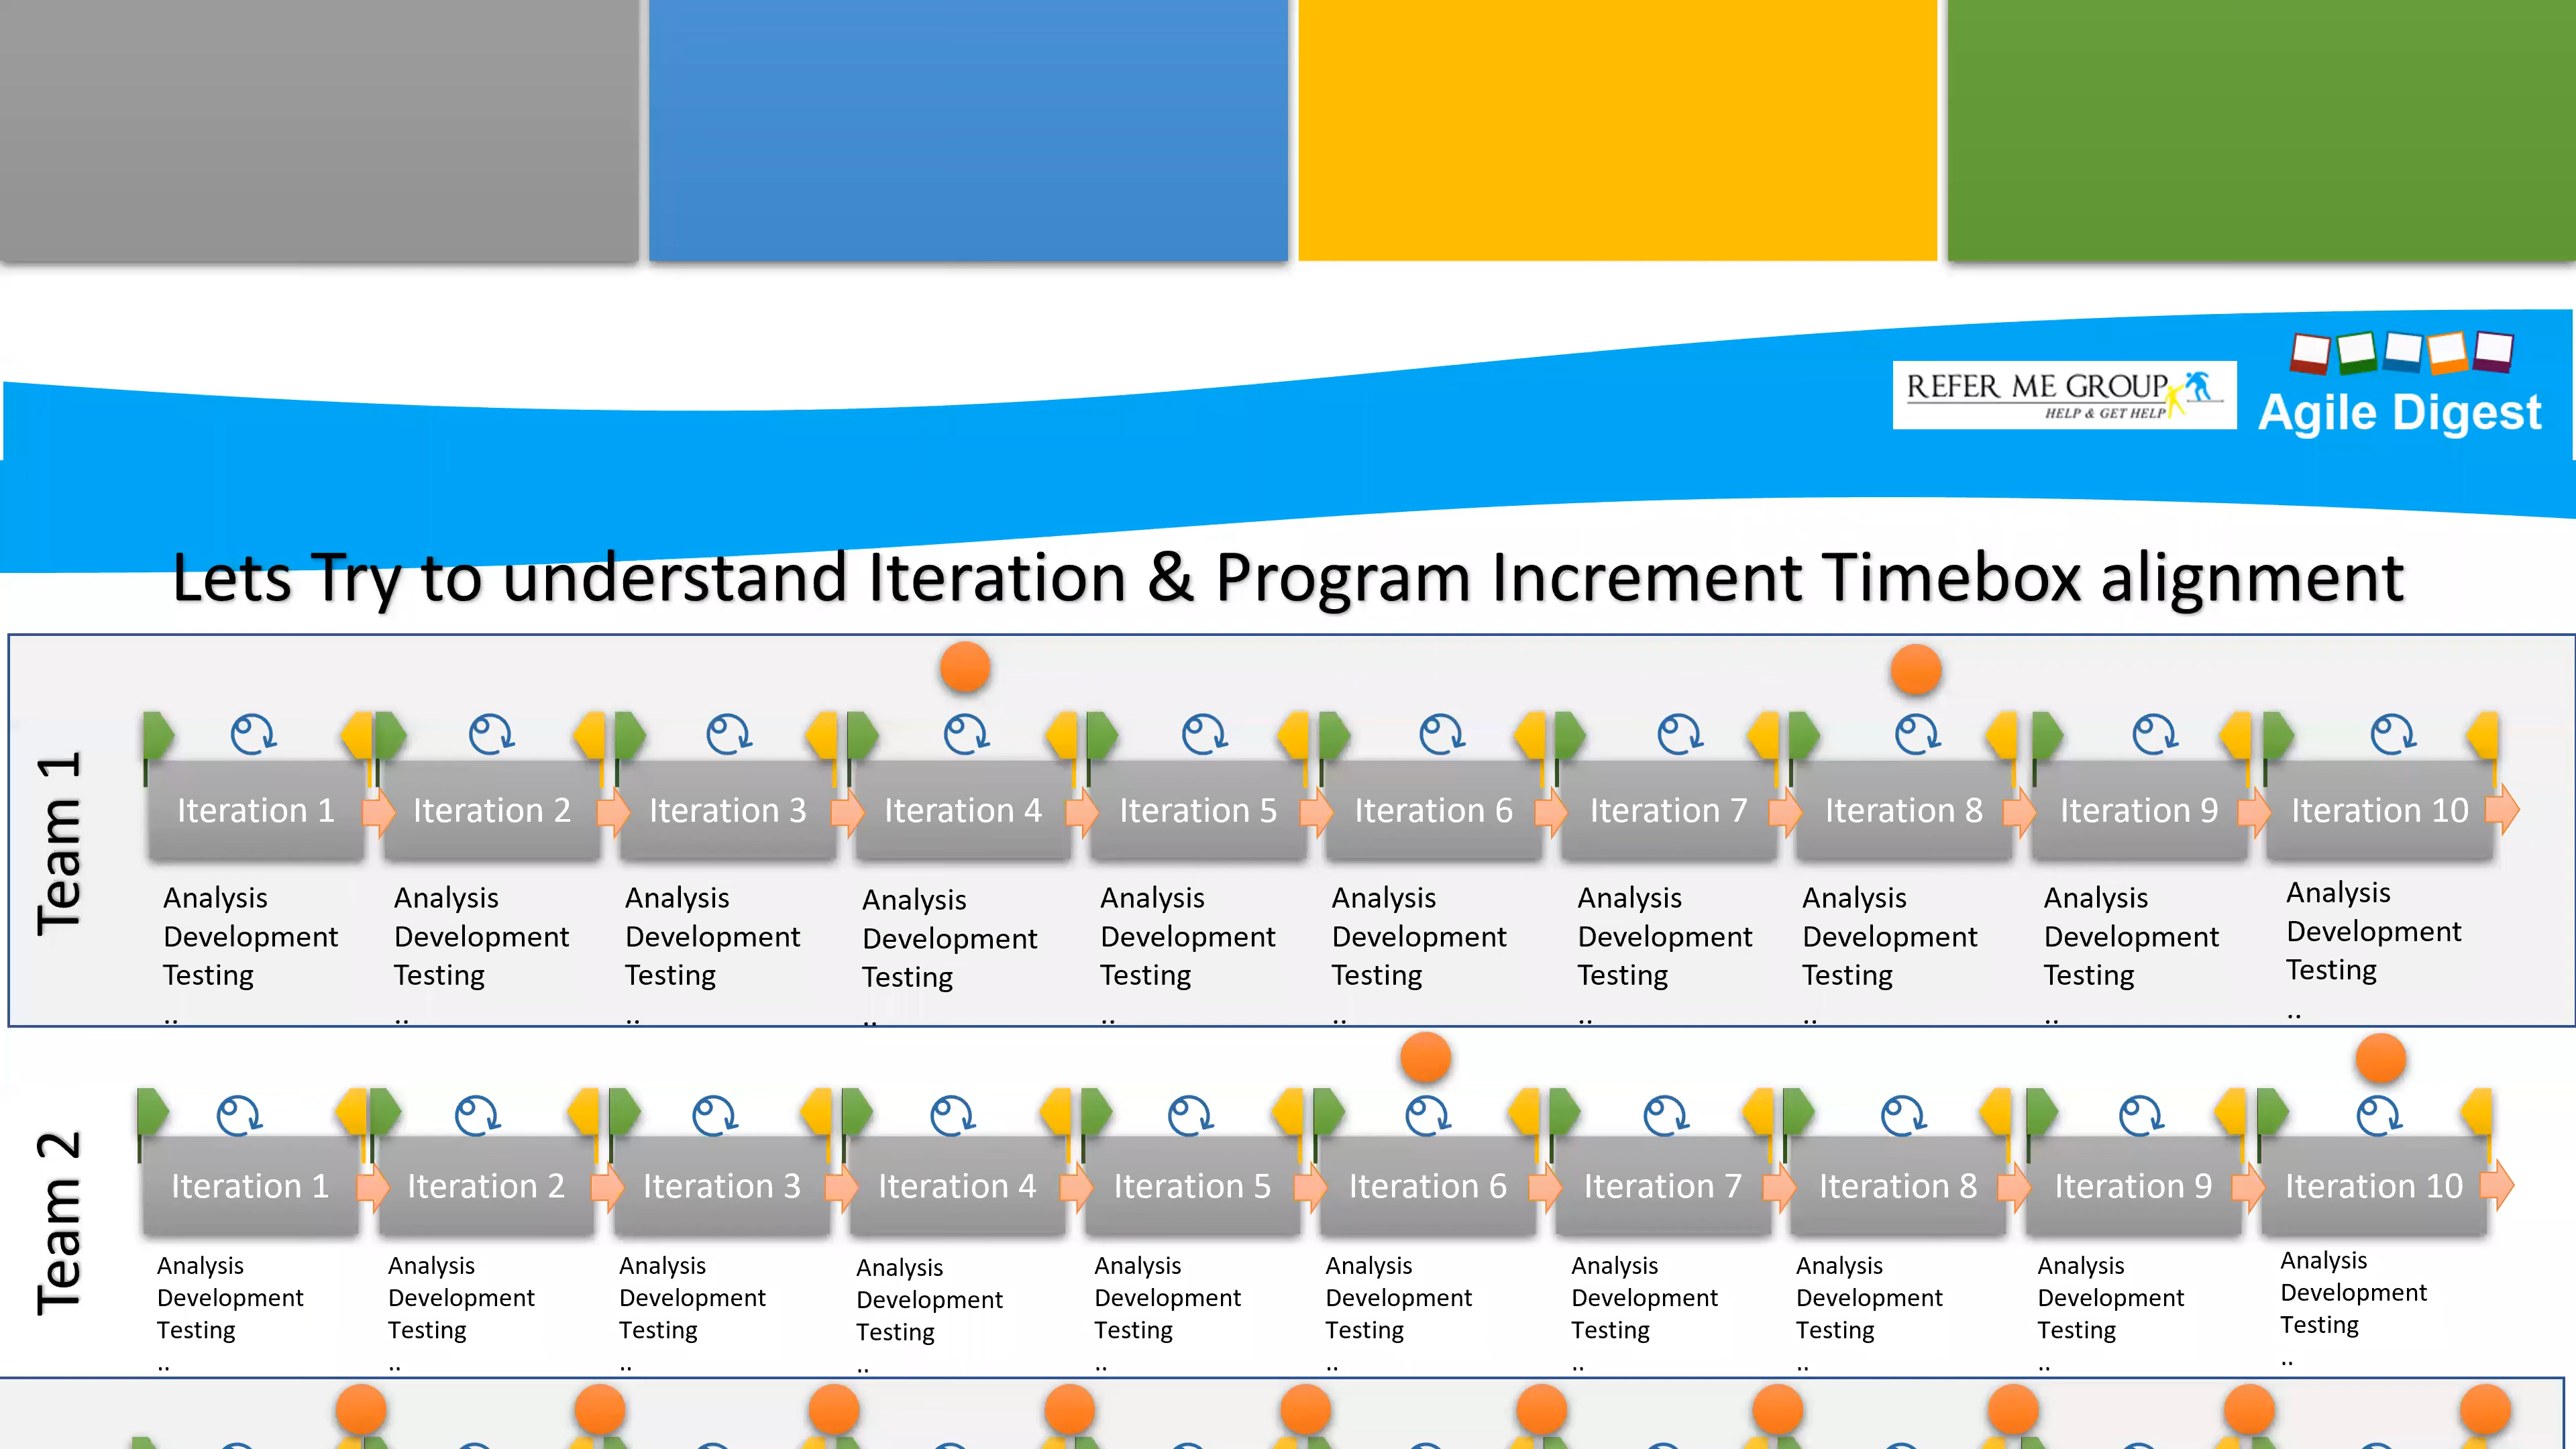 REFER ME GROUP
HELP & GET HELP
Agile Digest
Lets Try to understand Iteration & Program Increment Timebox alignment
Team 1
Iteration 1 Iteration 2 Iteration 3 Iteration 4 Iteration 5 Iteration 6 Iteration 7 Iteration 8 Iteration 9 Iteration 10
Analysis Analysis Analysis Analysis Analysis Analysis Analysis Analysis Analysis Analysis
Development Development Development Development Development Development Development Development Development Development
Testing Testing Testing Testing Testing Testing Testing Testing Testing Testing
.. .. .. .. .. .. .. .. .. ..
Team 2
Iteration 1 Iteration 2 Iteration 3 Iteration 4 Iteration 5 Iteration 6 Iteration 7 Iteration 8 Iteration 9 Iteration 10
Analysis Analysis Analysis Analysis Analysis Analysis Analysis Analysis Analysis Analysis
Development Development Development Development Development Development Development Development Development Development
Testing Testing Testing Testing Testing Testing Testing Testing Testing Testing
.. .. .. .. .. .. .. .. .. ..